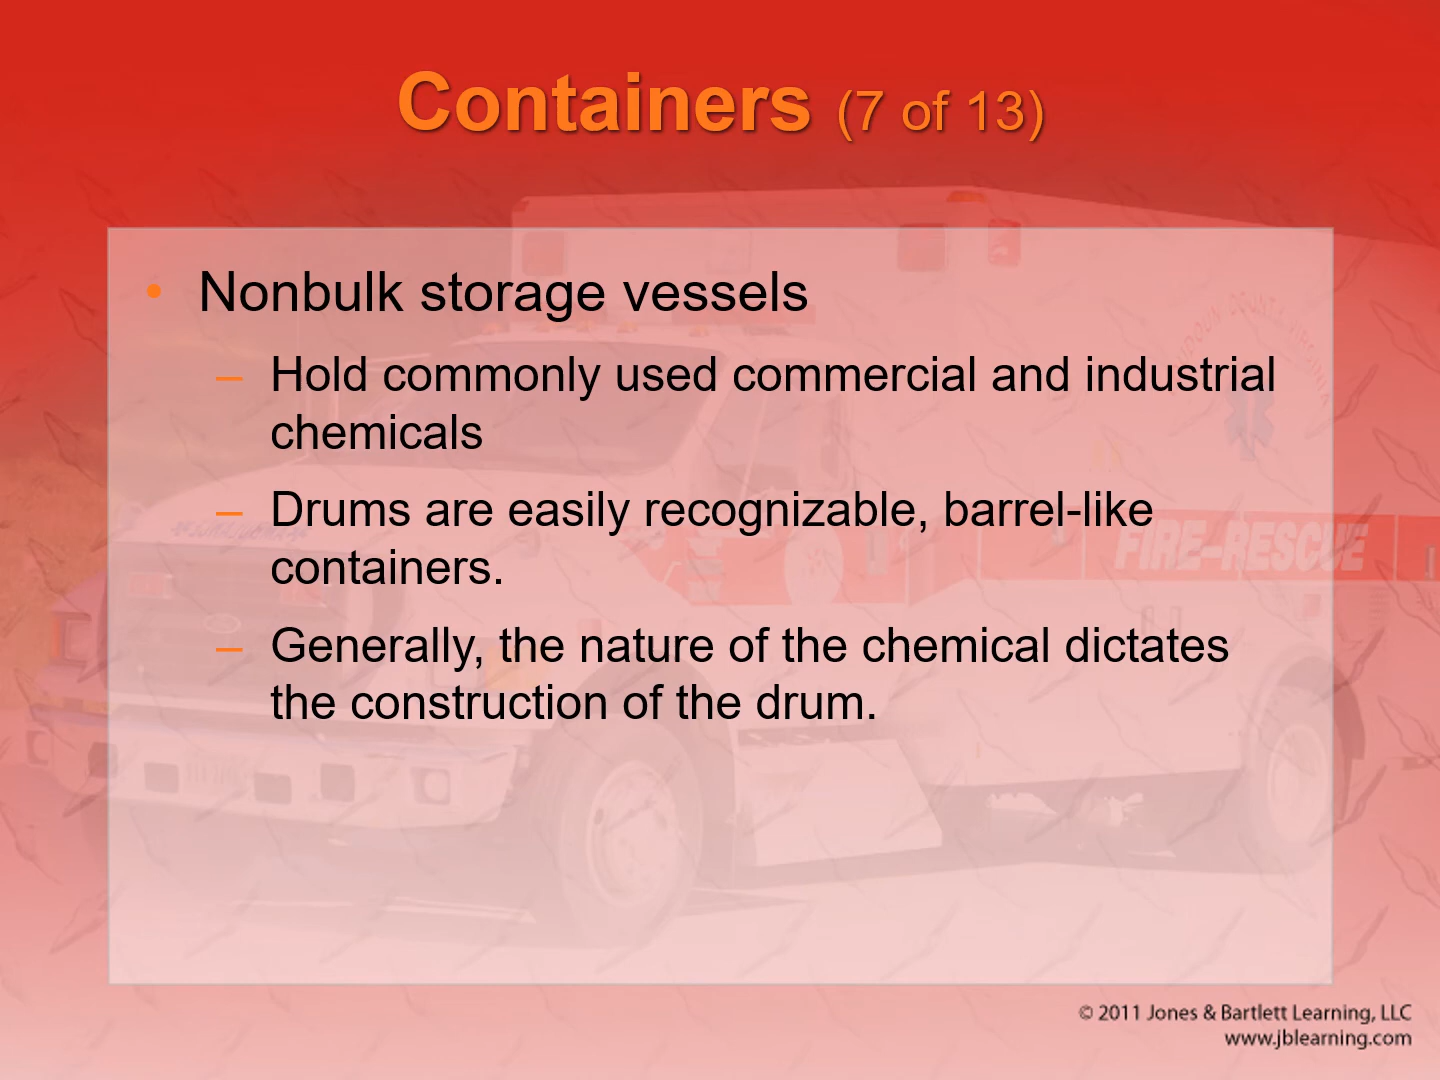 Containers (7 of 13)
• Nonbulk storage vessels
– Hold commonly used commercial and industrial
chemicals
– Drums are easily recognizable, barrel-like
containers.
– Generally, the nature of the chemical dictates
the construction of the drum.
FIRE-RESCUE
© 2011 Jones & Bartlett Learning, LLC
www.jblearning.com